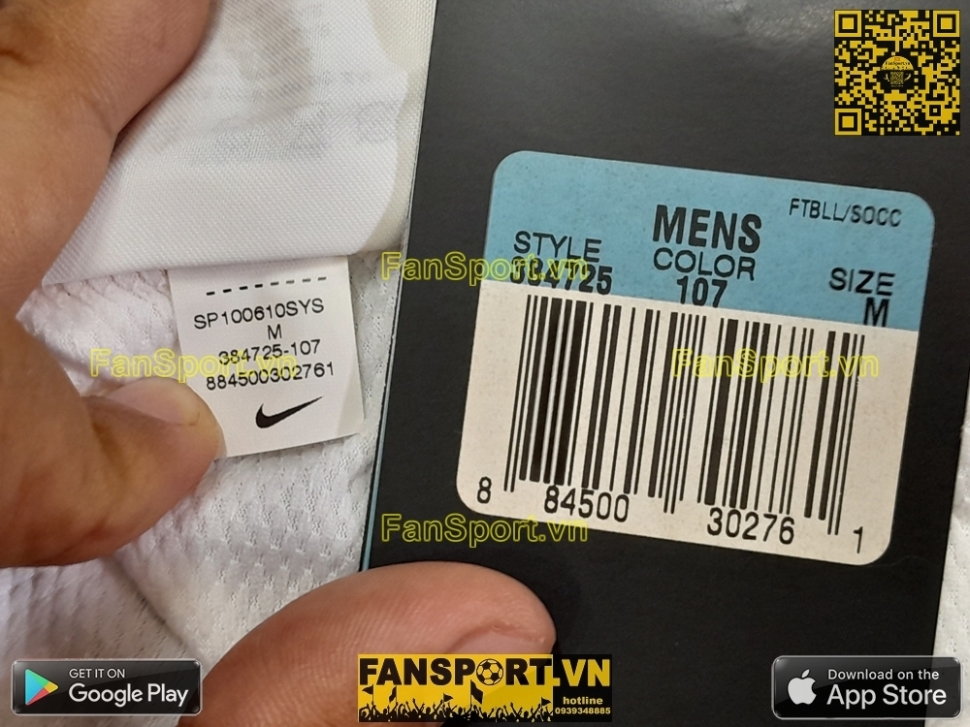 FanSport.vn
FTBLL/SOCC
MENS
STYLE
COLOR
SIZE
384725
107
M
FanSport.vn
SP100610SYS
M
384725-107
884500302761
FanSport.vn
FanSport.vn
8 84500 30276 1
FanSport.vn
GET IT ON
Google Play
FANSPORT.VN
hotline
0939348885
Download on the
App Store